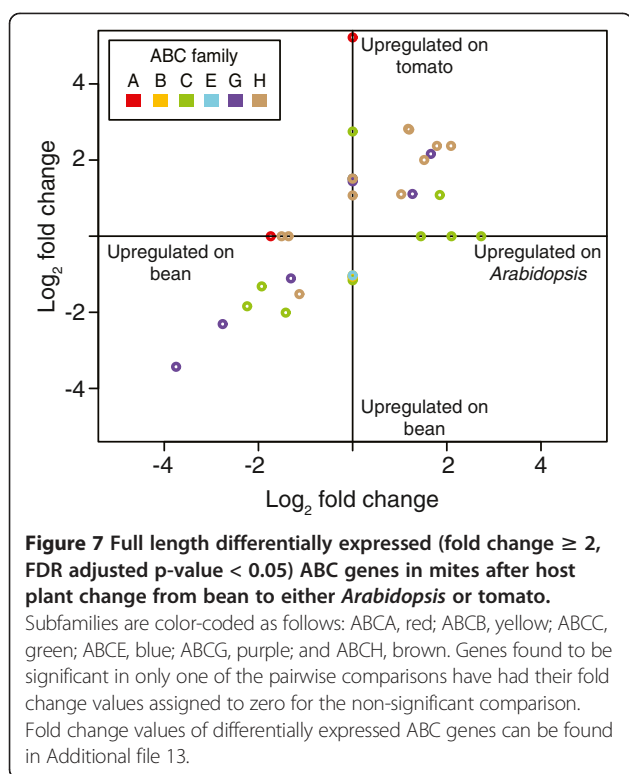 ABC family
A B C E G H
Upregulated on
tomato
Upregulated on
bean
Upregulated on
Arabidopsis
Upregulated on
bean
4
2
-2
-4
Log2 fold change
-4 -2 2 4
Log2 fold change
Figure 7 Full length differentially expressed (fold change ≥ 2,
FDR adjusted p-value < 0.05) ABC genes in mites after host
plant change from bean to either Arabidopsis or tomato.
Subfamilies are color-coded as follows: ABCA, red; ABCB, yellow; ABCC,
green; ABCE, blue; ABCG, purple; and ABCH, brown. Genes found to be
significant in only one of the pairwise comparisons have had their fold
change values assigned to zero for the non-significant comparison.
Fold change values of differentially expressed ABC genes can be found
in Additional file 13.